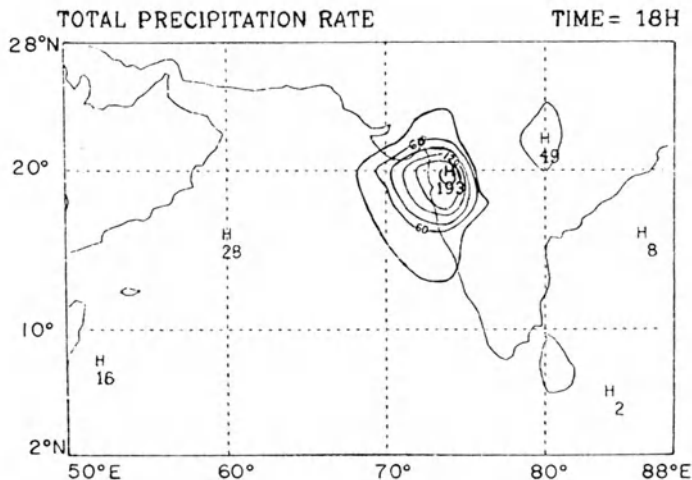 TOTAL PRECIPITATION RATE TIME= 18H
28°N
60
H
49
20°
H
193
H
28
60
H
8
10°
H
16
H
2
2°N
50°E 60° 70° 80° 88°E